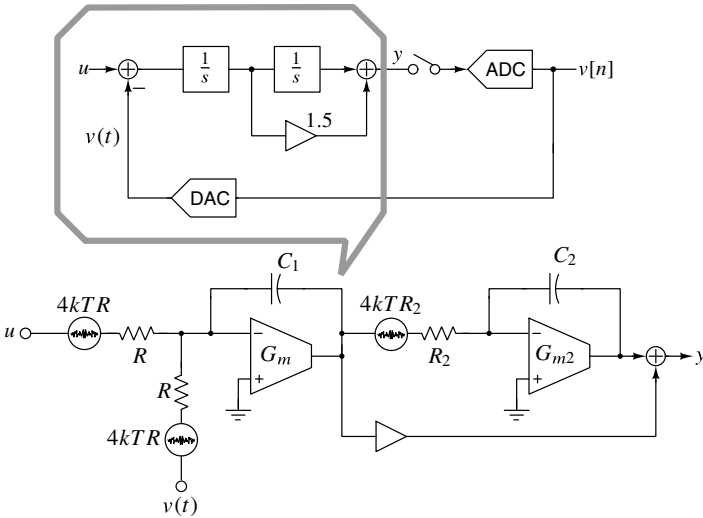 u
1
s
1
s
y
ADC
v[n]
−
v(t)
1.5
DAC
C₁
C₂
4kTR
4kTR₂
u
R
−
Gₘ
+
R₂
−
Gₘ₂
+
y
R
4kTR
v(t)